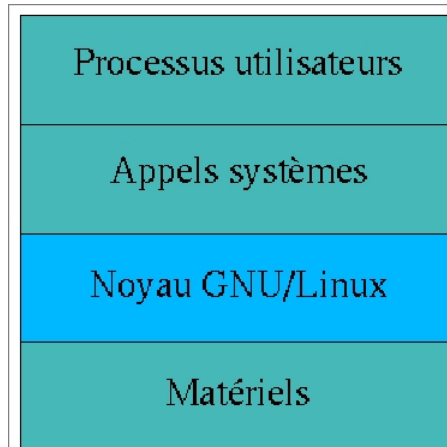 Processus utilisateurs
Appels systèmes
Noyau GNU/Linux
Matériels